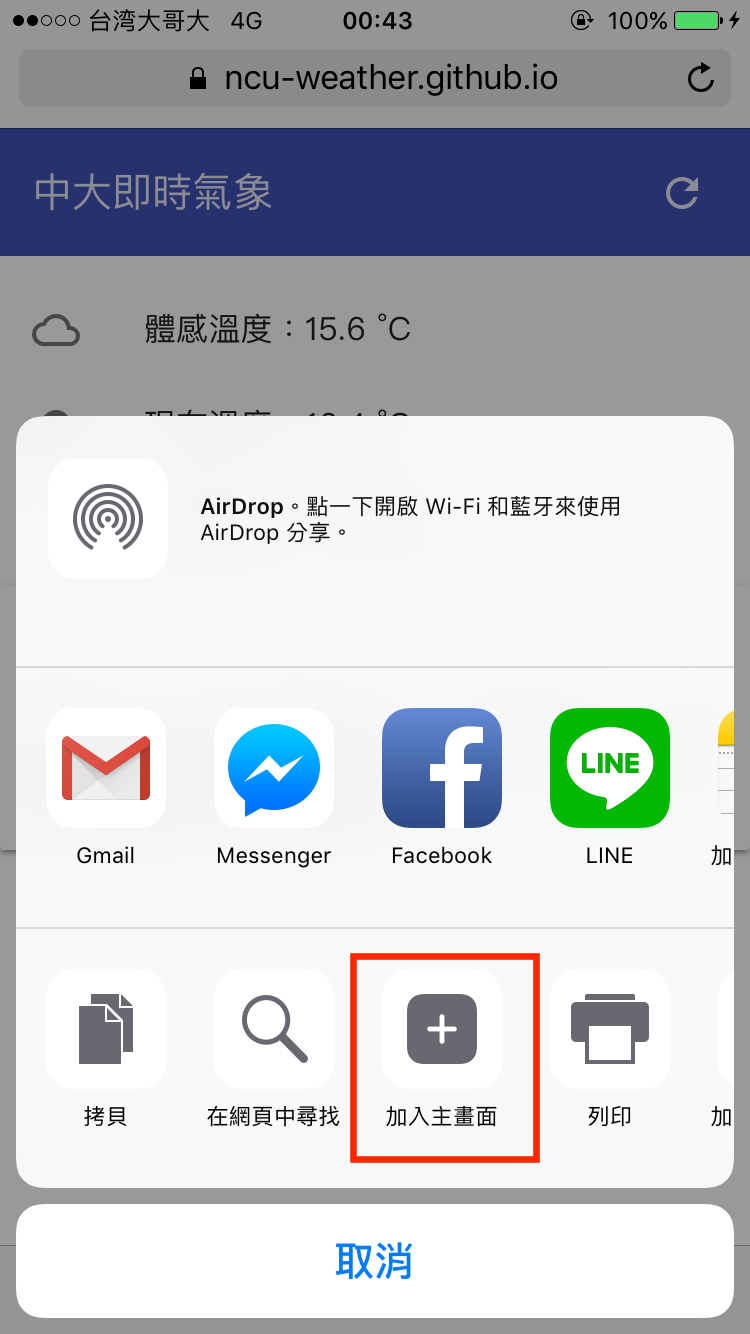 台湾大哥大 4G 00:43 100%
ncu-weather.github.io
中大即時氣象
體感溫度：15.6 °C
AirDrop。點一下開啟 Wi-Fi 和藍牙來使用
AirDrop 分享。
LINE
Gmail Messenger Facebook LINE 加
拷貝 在網頁中尋找 加入主畫面 列印 加
取消